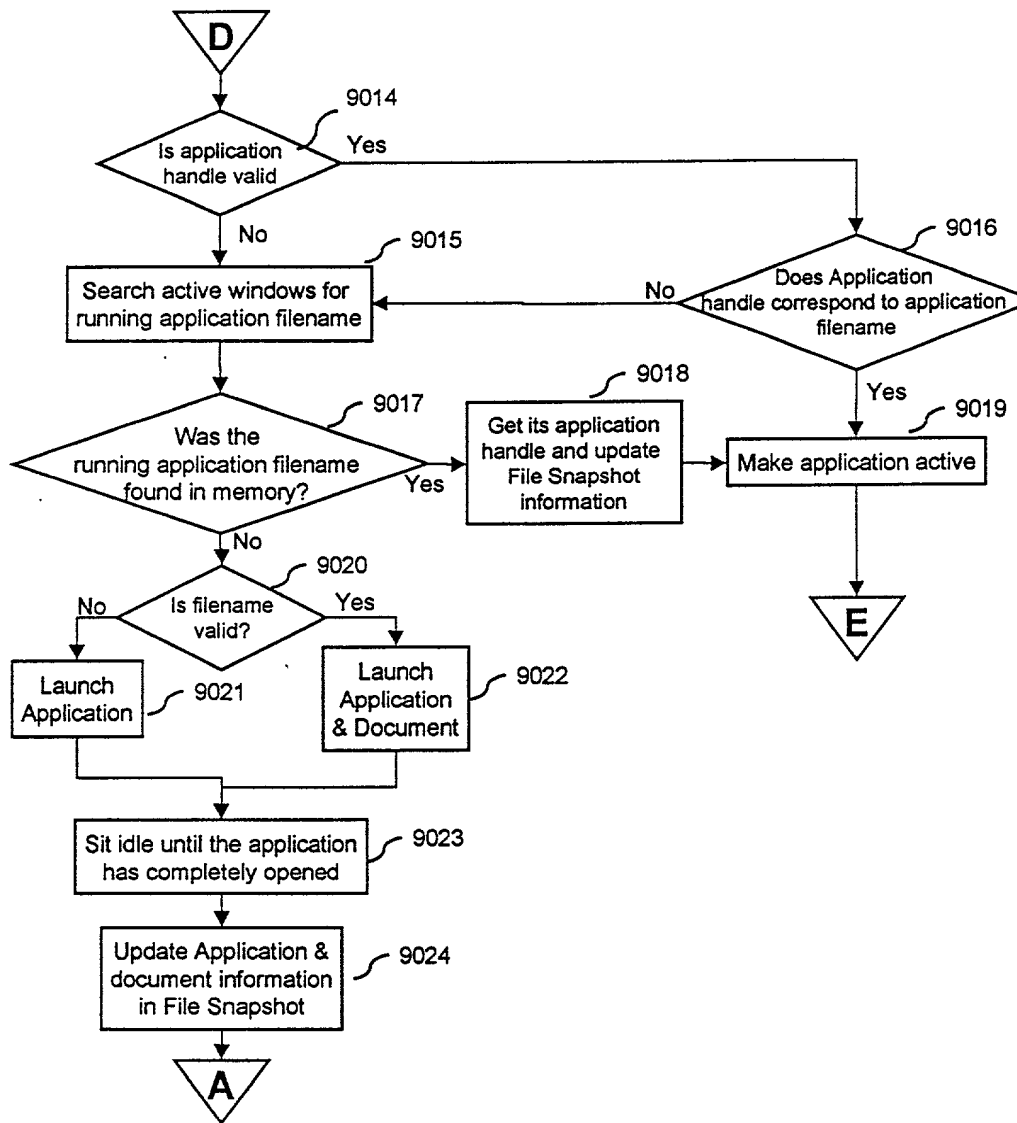 D
9014
Is application
handle valid
Yes
No
9015
Search active windows for
running application filename
9016
Does Application
handle correspond to application
filename
No
Yes
9017
Was the
running application filename
found in memory?
Yes
No
9018
Get its application
handle and update
File Snapshot
information
9019
Make application active
E
9020
Is filename
valid?
No
Yes
Launch
Application
9021
Launch
Application
& Document
9022
Sit idle until the application
has completely opened
9023
Update Application &
document information
in File Snapshot
9024
A